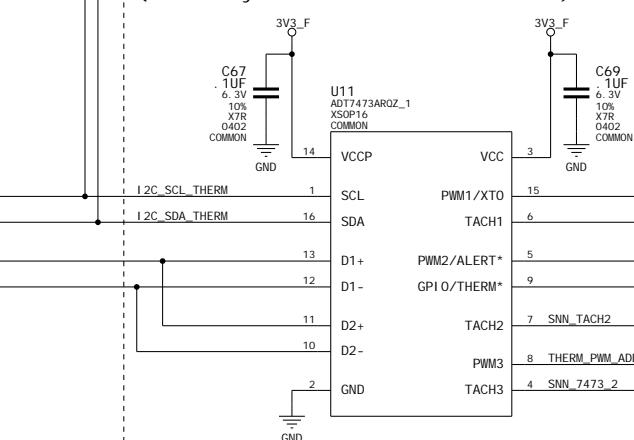 3V3_F
3V3_F
C67
.1UF
6.3V
10%
X7R
0402
COMMON
GND
U11
ADT7473ARQZ_1
XSOP16
COMMON
C69
.1UF
6.3V
10%
X7R
0402
COMMON
GND
14 VCCP
VCC 3
I2C_SCL_THERM 1 SCL
PWM1/XTO 15
I2C_SDA_THERM 16 SDA
TACH1 6
13 D1+
PWM2/ALERT* 5
12 D1-
GPIO/THERM* 9
11 D2+
TACH2 7 SNN_TACH2
10 D2-
PWM3 8 THERM_PWM_AD
2 GND
TACH3 4 SNN_7473_2
GND